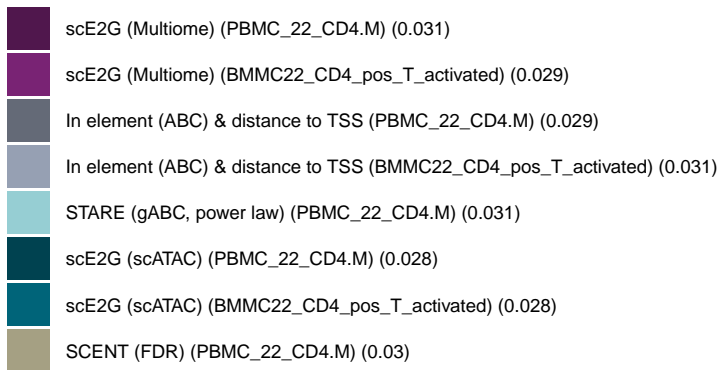 scE2G (Multiome) (PBMC_22_CD4.M) (0.031)
scE2G (Multiome) (BMMC22_CD4_pos_T_activated) (0.029)
In element (ABC) & distance to TSS (PBMC_22_CD4.M) (0.029)
In element (ABC) & distance to TSS (BMMC22_CD4_pos_T_activated) (0.031)
STARE (gABC, power law) (PBMC_22_CD4.M) (0.031)
scE2G (scATAC) (PBMC_22_CD4.M) (0.028)
scE2G (scATAC) (BMMC22_CD4_pos_T_activated) (0.028)
SCENT (FDR) (PBMC_22_CD4.M) (0.03)